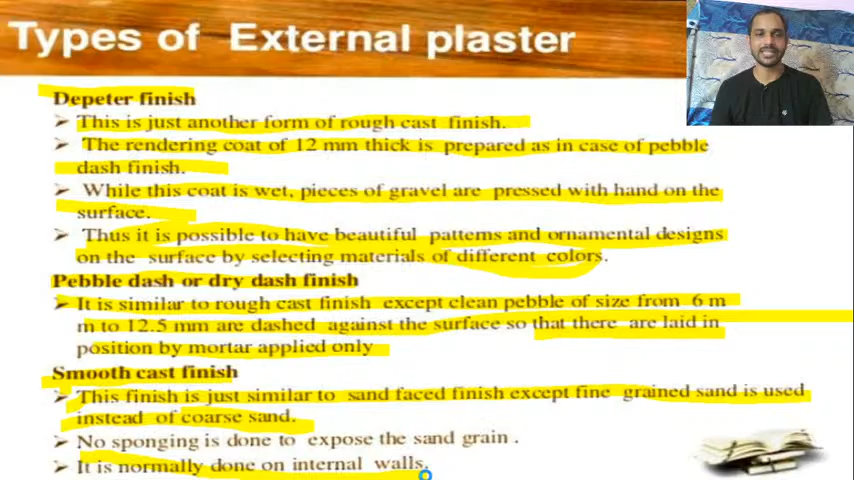 Types of External plaster
Depeter finish
➢ This is just another form of rough cast finish.
➢ The rendering coat of 12 mm thick is prepared as in case of pebble
dash finish.
➢ While this coat is wet, pieces of gravel are pressed with hand on the
surface.
➢ Thus it is possible to have beautiful patterns and ornamental designs
on the surface by selecting materials of different colors.
Pebble dash or dry dash finish
➢ It is similar to rough cast finish except clean pebble of size from 6 m
m to 12.5 mm are dashed against the surface so that there are laid in
position by mortar applied only
Smooth cast finish
➢ This finish is just similar to sand faced finish except fine grained sand is used
instead of coarse sand.
➢ No sponging is done to expose the sand grain .
➢ It is normally done on internal walls.